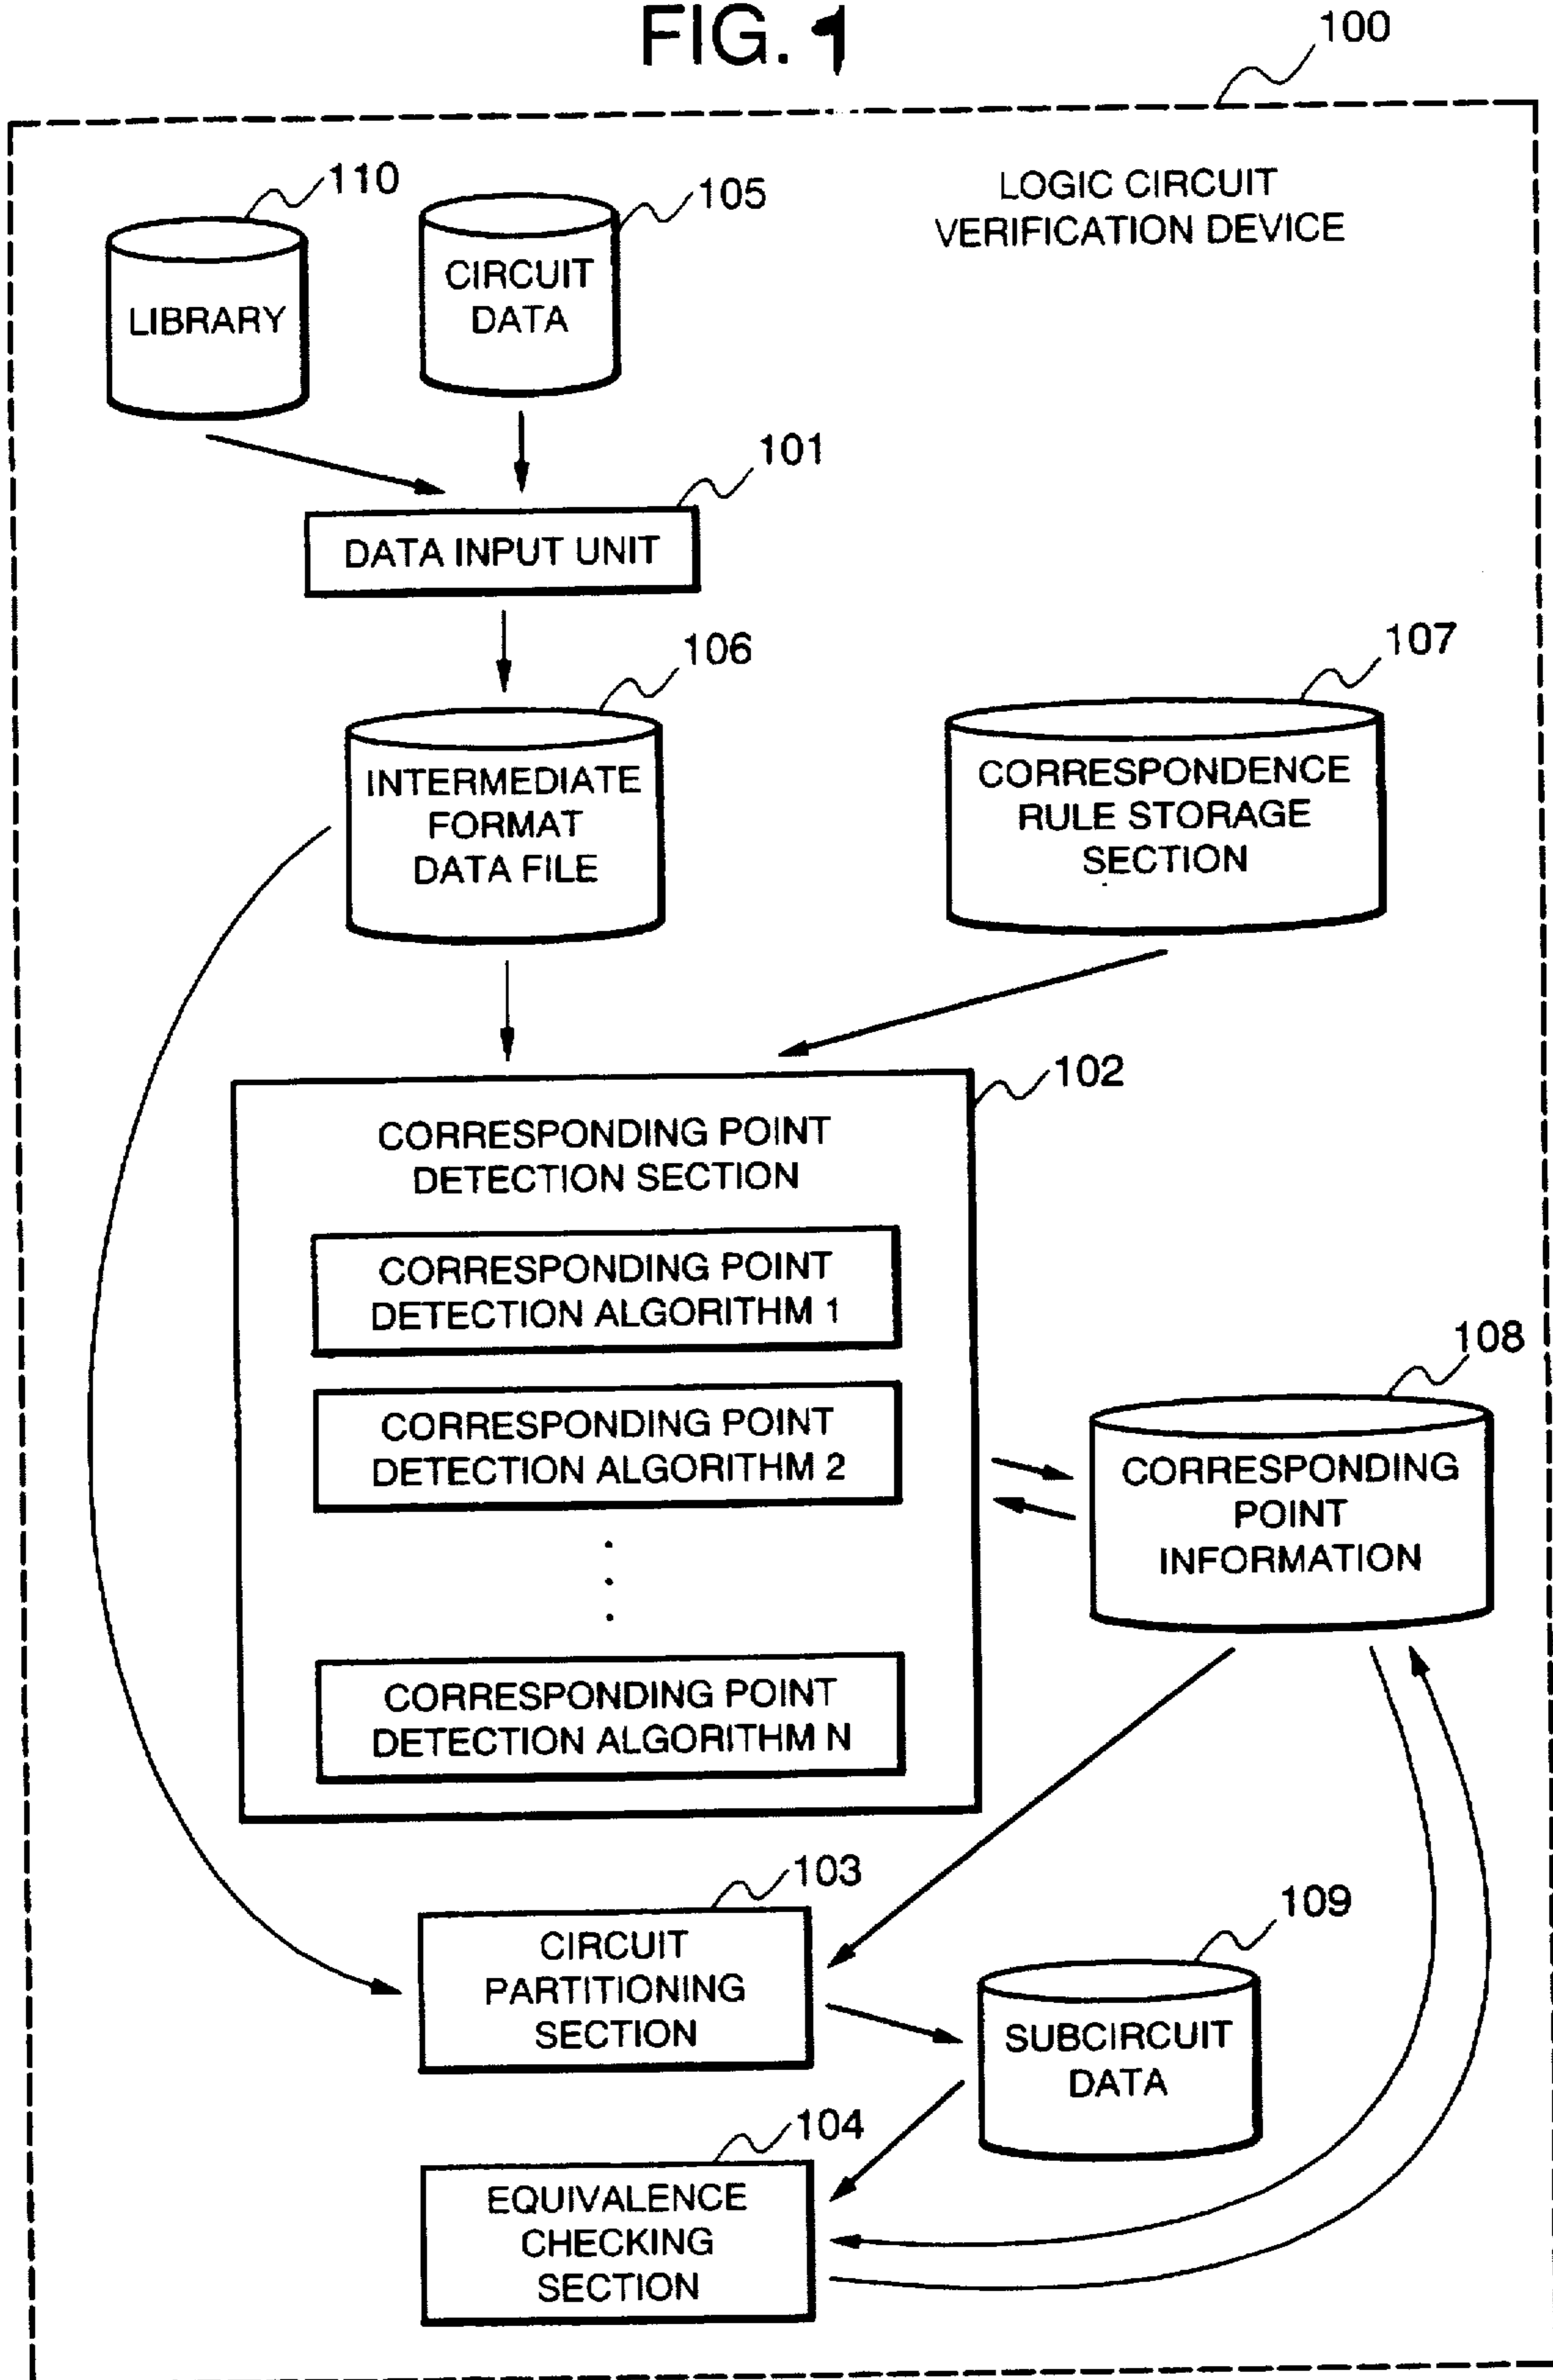 FIG. 1
100
110
105
LOGIC CIRCUIT
VERIFICATION DEVICE
LIBRARY
CIRCUIT
DATA
101
DATA INPUT UNIT
106
107
INTERMEDIATE
FORMAT
DATA FILE
CORRESPONDENCE
RULE STORAGE
SECTION
102
CORRESPONDING POINT
DETECTION SECTION
CORRESPONDING POINT
DETECTION ALGORITHM 1
108
CORRESPONDING POINT
DETECTION ALGORITHM 2
CORRESPONDING
POINT
INFORMATION
CORRESPONDING POINT
DETECTION ALGORITHM N
103
109
CIRCUIT
PARTITIONING
SECTION
SUBCIRCUIT
DATA
104
EQUIVALENCE
CHECKING
SECTION